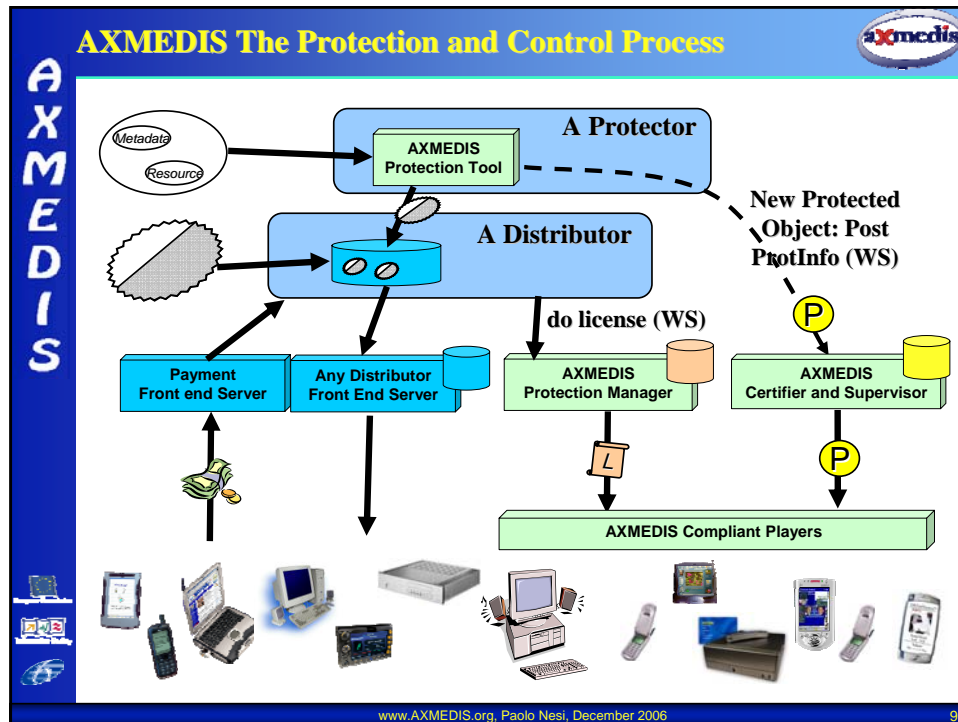 AXMEDIS The Protection and Control Process
axmedis
AXMEDIS
Metadata
Resource
A Protector
AXMEDIS
Protection Tool
New Protected
Object: Post
ProtInfo (WS)
A Distributor
do license (WS)
P
Payment
Front end Server
Any Distributor
Front End Server
AXMEDIS
Protection Manager
AXMEDIS
Certifier and Supervisor
L
P
AXMEDIS Compliant Players
www.AXMEDIS.org, Paolo Nesi, December 2006
9